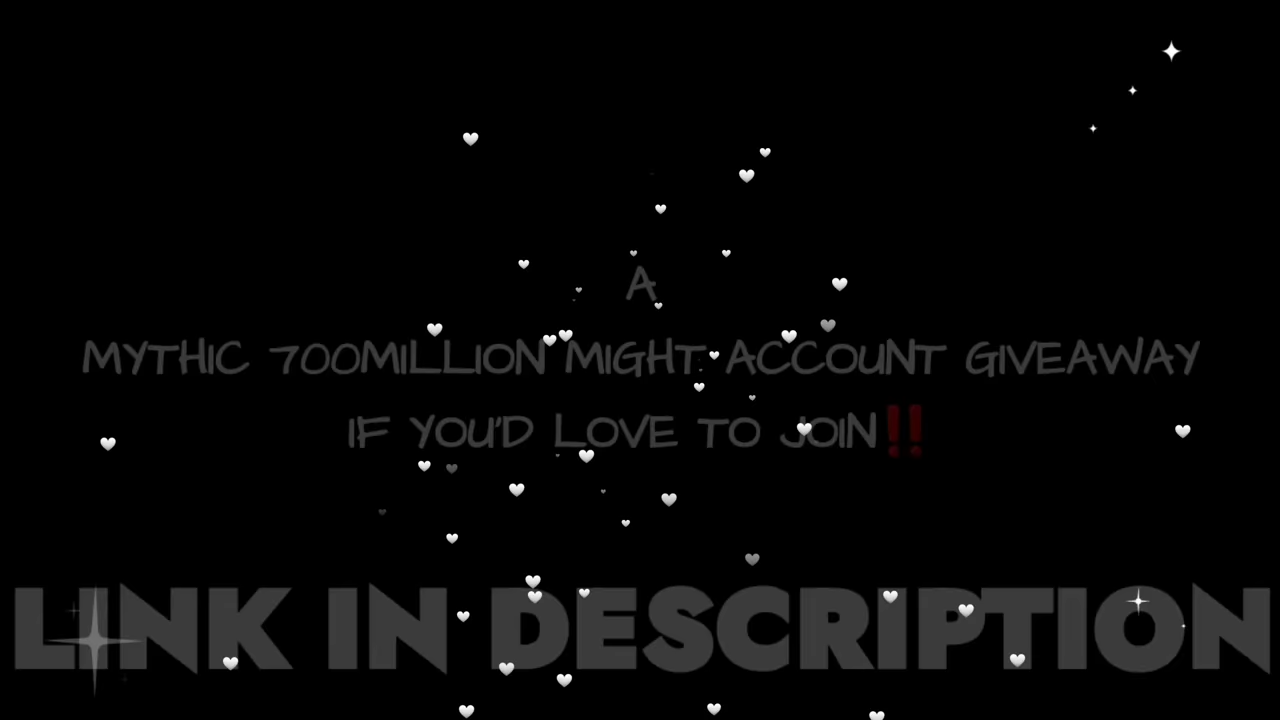 A
MYTHIC 700MILLION MIGHT ACCOUNT GIVEAWAY
IF YOU'D LOVE TO JOIN‼️
LINK IN DESCRIPTION